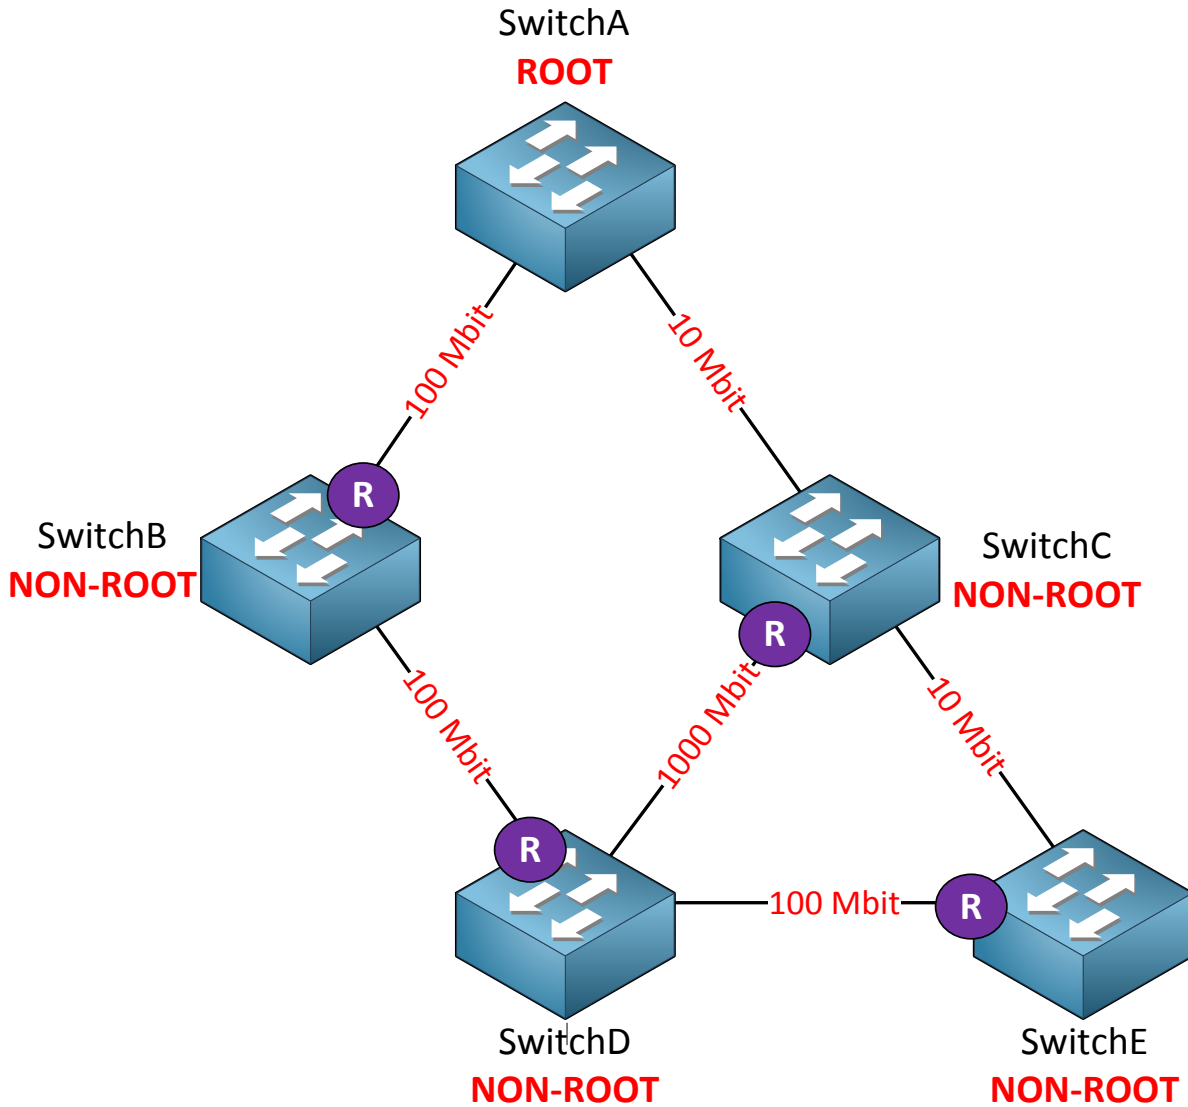 SwitchA
ROOT
100 Mbit
10 Mbit
R
SwitchB
NON-ROOT
SwitchC
NON-ROOT
R
100 Mbit
1000 Mbit
10 Mbit
R
100 Mbit
R
SwitchD
NON-ROOT
SwitchE
NON-ROOT